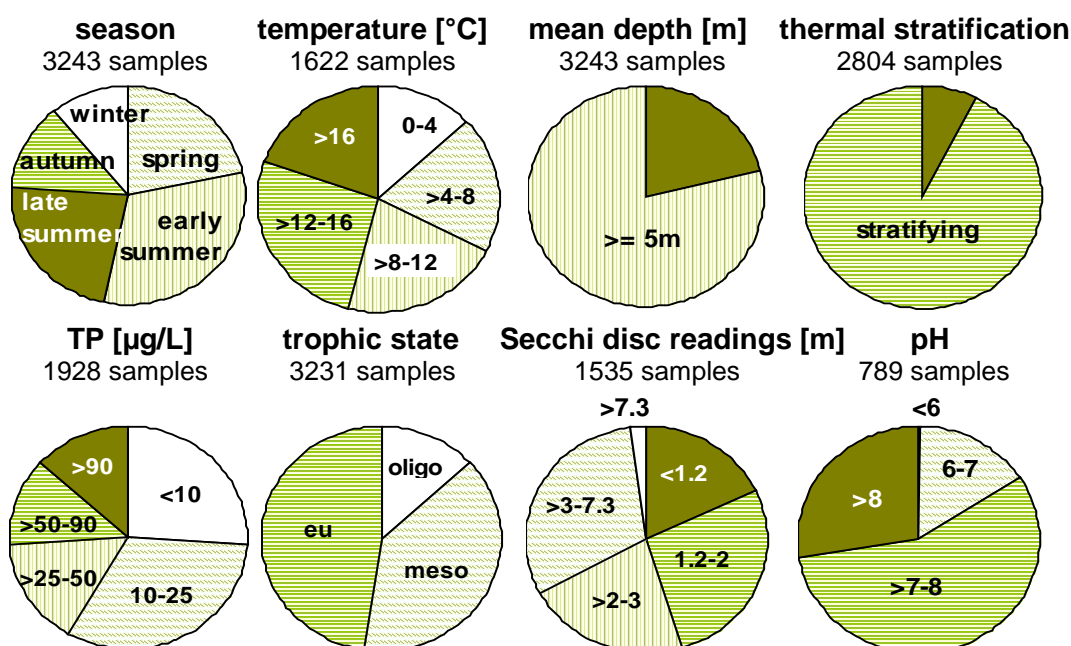 season
3243 samples
winter
spring
early
summer
late
summer
autumn
temperature [°C]
1622 samples
0-4
>4-8
>8-12
>12-16
>16
mean depth [m]
3243 samples
>= 5m
thermal stratification
2804 samples
stratifying
TP [µg/L]
1928 samples
<10
10-25
>25-50
>50-90
>90
trophic state
3231 samples
oligo
meso
eu
Secchi disc readings [m]
1535 samples
>7.3
<1.2
1.2-2
>2-3
>3-7.3
pH
789 samples
<6
6-7
>7-8
>8